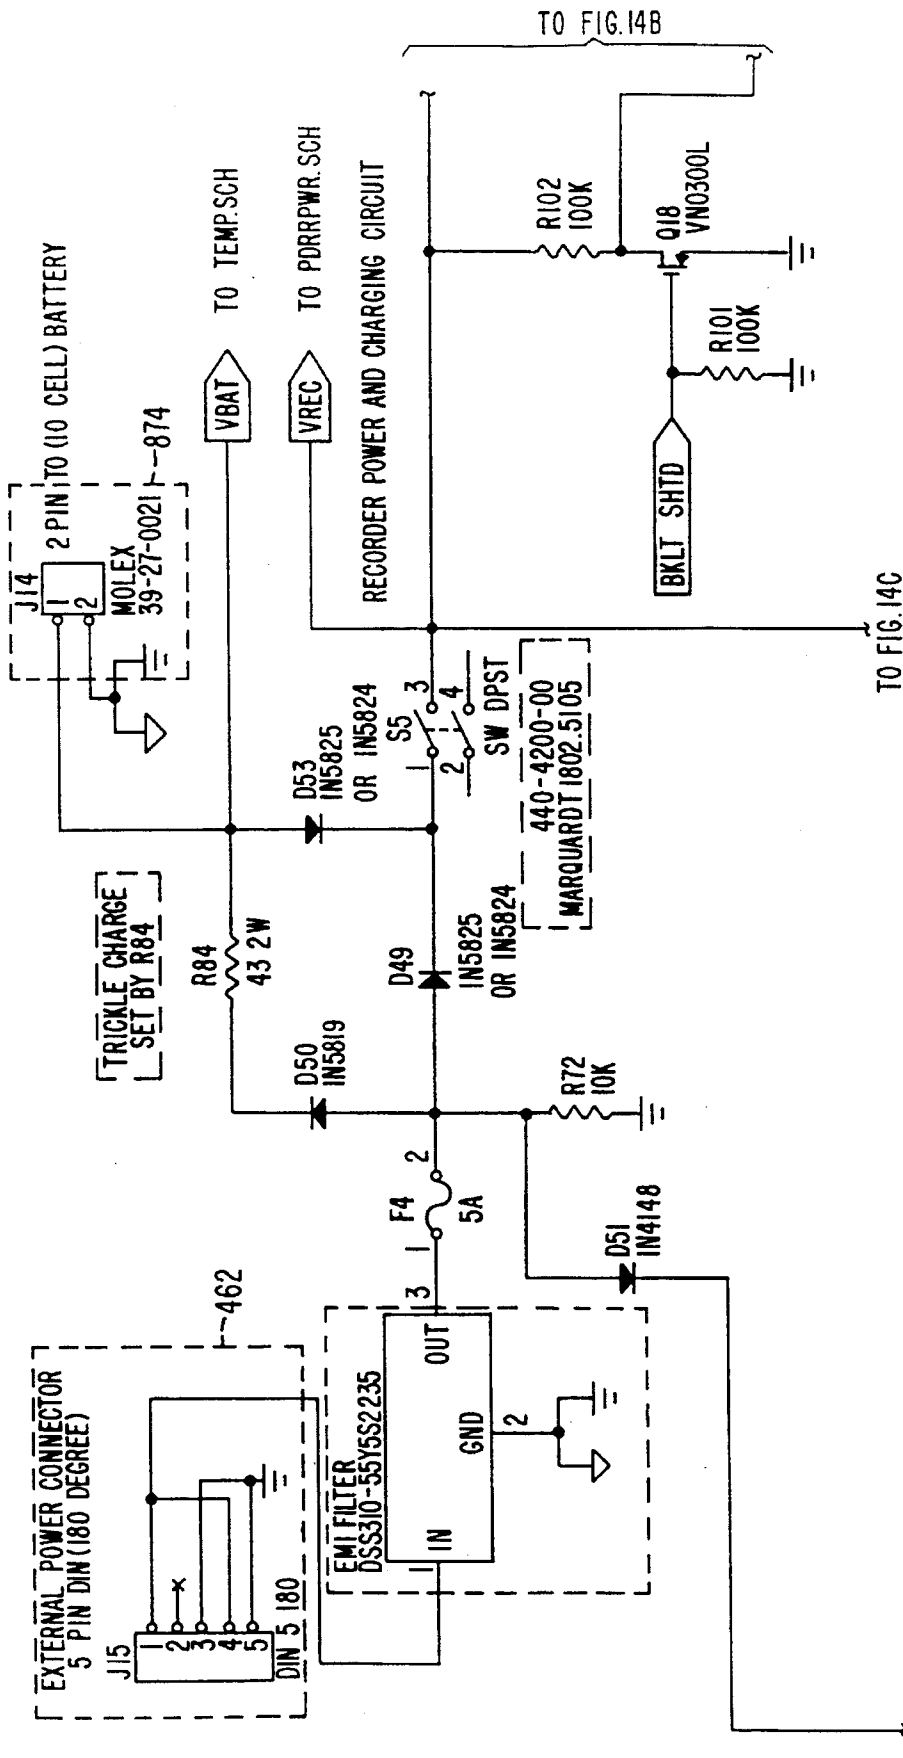 TO FIG.14B
J14
2 PIN TO (10 CELL) BATTERY
1
2
MOLEX
39-27-0021
874
VBAT
TO TEMP.SCH
VREC
TO PDRRPWR.SCH
RECORDER POWER AND CHARGING CIRCUIT
R102
100K
Q18
VN0300L
R101
100K
BKLT SHTD
TO FIG.14C
TRICKLE CHARGE
SET BY R84
R84
43 2W
D53
IN5825
OR IN5824
S5
1
3
2
4
SW DPST
440-4200-00
MARQUARDT 1802.5105
D49
IN5825
OR IN5824
D50
IN5819
R72
10K
F4
1
2
5A
D51
IN4148
EXTERNAL POWER CONNECTOR
5 PIN DIN (180 DEGREE)
462
J15
1
2
3
4
5
DIN 5 180
EMI FILTER
DSS310-55Y5S2235
1
IN
OUT
3
GND
2